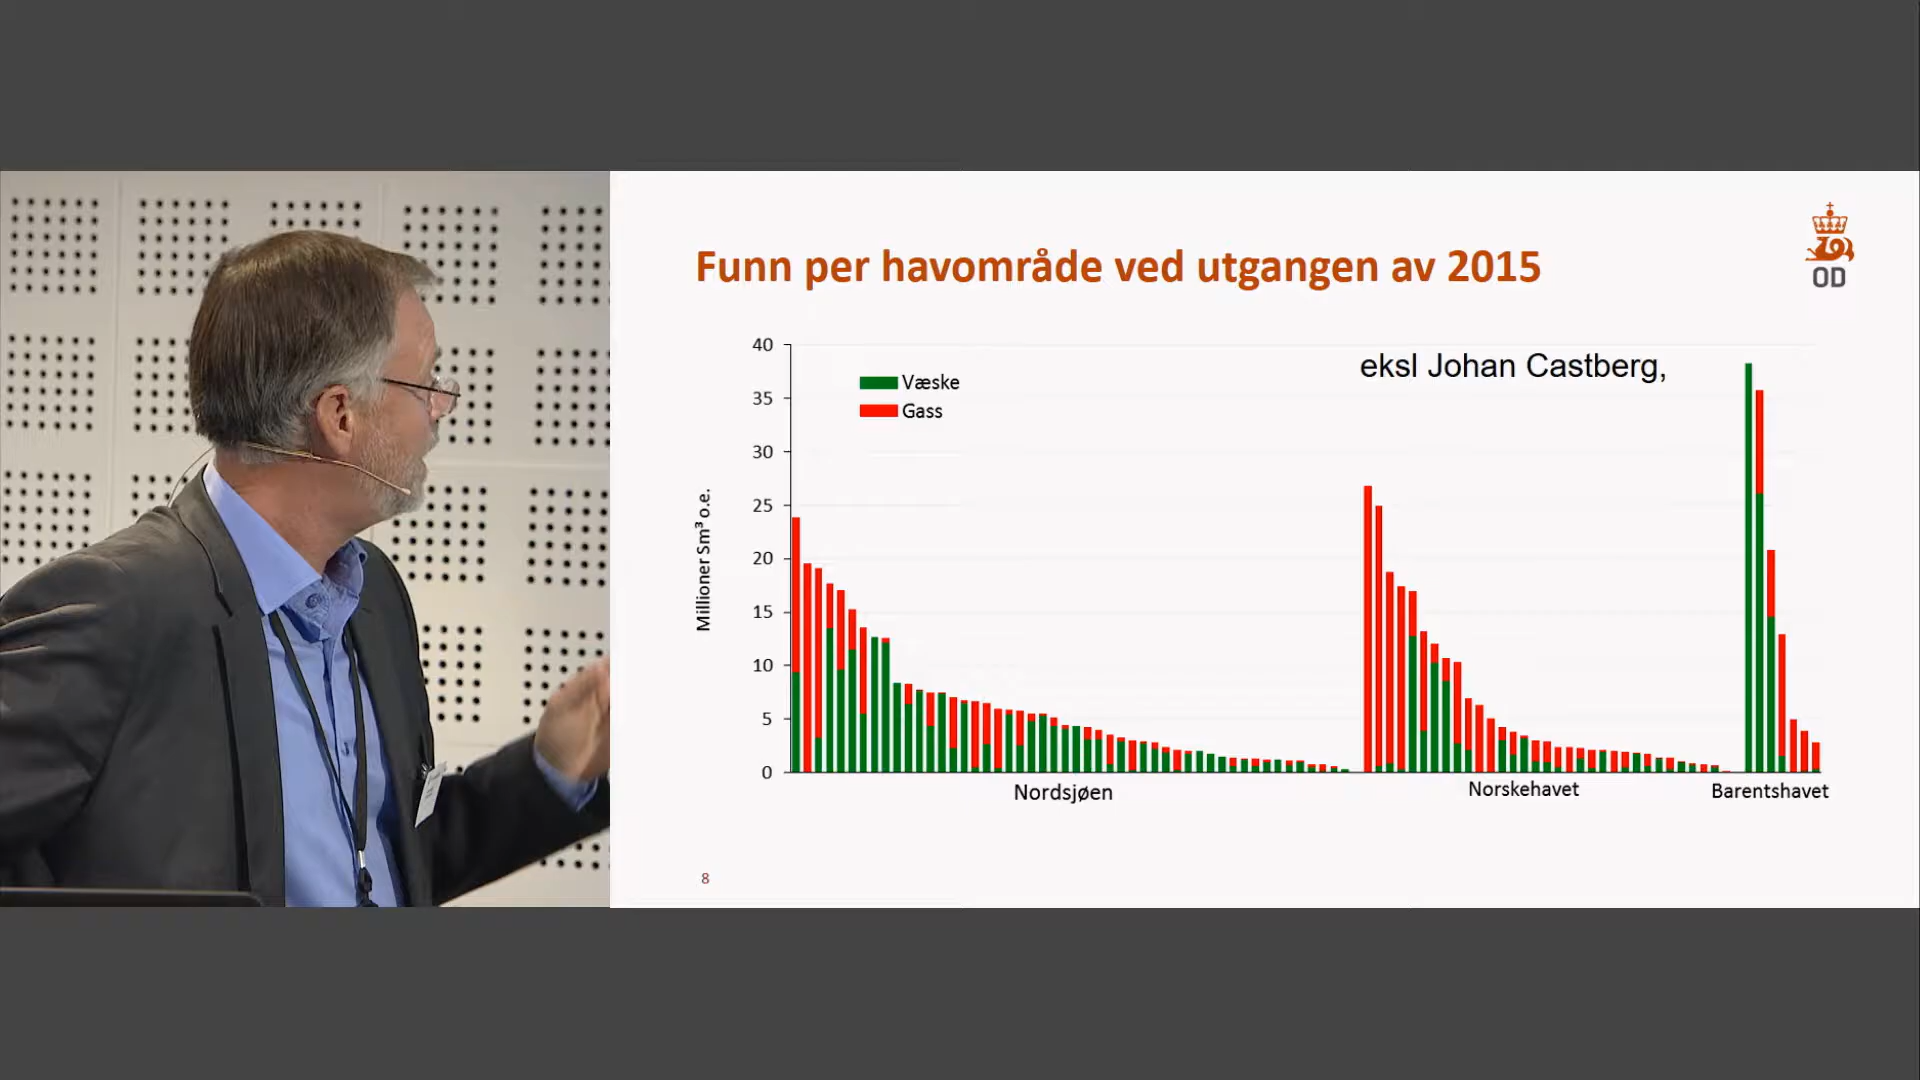 Funn per havområde ved utgangen av 2015
OD
eksl Johan Castberg,
Væske
Gass
Millioner Sm³ o.e.
40
35
30
25
20
15
10
5
0
Nordsjøen
Norskehavet
Barentshavet
8